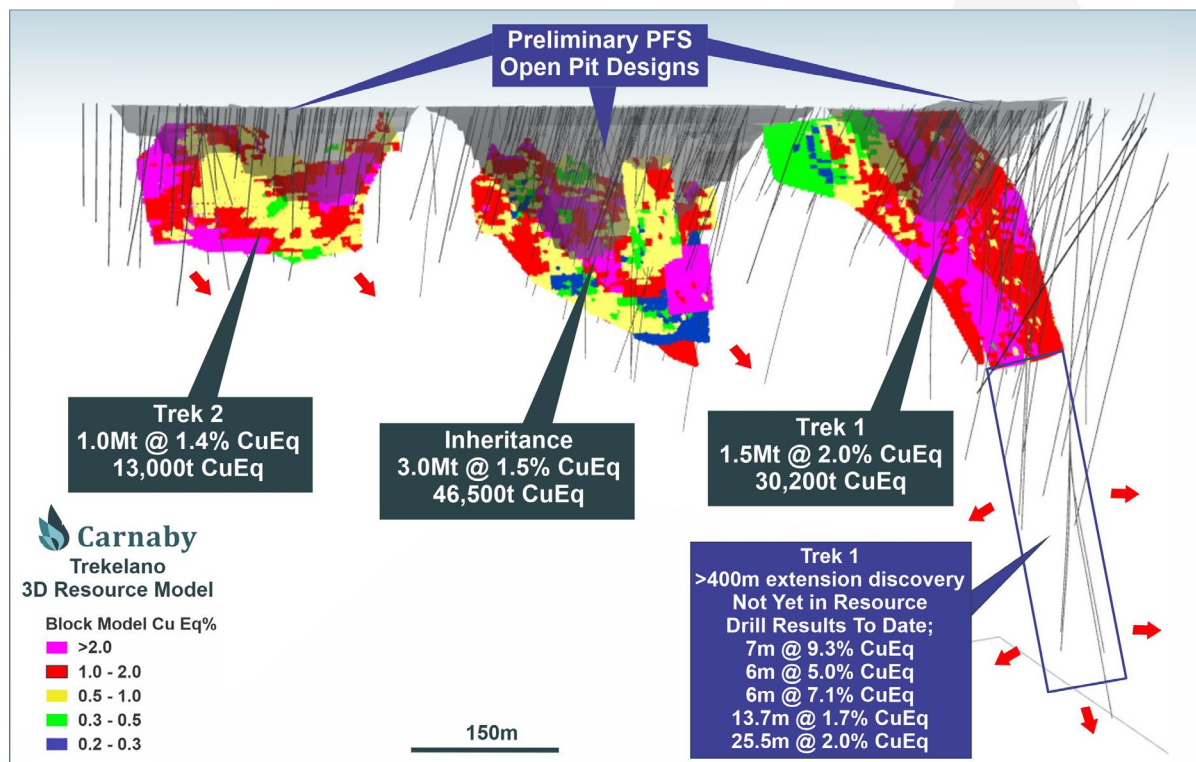 Preliminary PFS
Open Pit Designs
Trek 2
1.0Mt @ 1.4% CuEq
13,000t CuEq
Inheritance
3.0Mt @ 1.5% CuEq
46,500t CuEq
Trek 1
1.5Mt @ 2.0% CuEq
30,200t CuEq
Trek 1
>400m extension discovery
Not Yet in Resource
Drill Results To Date;
7m @ 9.3% CuEq
6m @ 5.0% CuEq
6m @ 7.1% CuEq
13.7m @ 1.7% CuEq
25.5m @ 2.0% CuEq
Carnaby
Trekelano
3D Resource Model
Block Model Cu Eq%
>2.0
1.0 - 2.0
0.5 - 1.0
0.3 - 0.5
0.2 - 0.3
150m